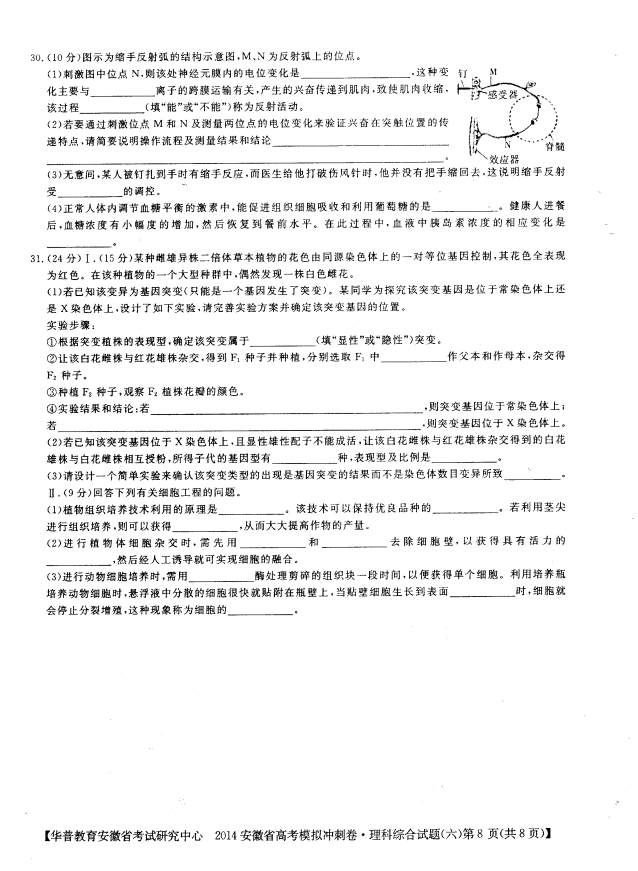 30.(10分)图示为缩手反射弧的结构示意图,M、N为反射弧上的位点。
(1)刺激图中位点N,则该处神经元膜内的电位变化是____________,这种变
化主要与________离子的跨膜运输有关,产生的兴奋传递到肌肉,致使肌肉收缩,
该过程________(填“能”或“不能”)称为反射活动。
(2)若要通过刺激位点M和N及测量两位点的电位变化来验证兴奋在突触位置的传
递特点,请简要说明操作流程及测量结果和结论____________________
________________________________________。
钉
M
感受器
N
脊髓
效应器
(3)无意间,某人被钉扎到手时有缩手反应,而医生给他打破伤风针时,他并没有把手缩回去,这说明缩手反射
受________的调控。
(4)正常人体内调节血糖平衡的激素中,能促进组织细胞吸收和利用葡萄糖的是________。健康人进餐
后,血糖浓度有小幅度的增加,然后恢复到餐前水平。在此过程中,血液中胰岛素浓度的相应变化是
________。
31.(24分)Ⅰ.(15分)某种雌雄异株二倍体草本植物的花色由同源染色体上的一对等位基因控制,其花色全表现
为红色。在该种植物的一个大型种群中,偶然发现一株白色雌花。
(1)若已知该变异为基因突变(只能是一个基因发生了突变)。某同学为探究该突变基因是位于常染色体上还
是X染色体上,设计了如下实验,请完善实验方案并确定该突变基因的位置。
实验步骤:
①根据突变植株的表现型,确定该突变属于________(填“显性”或“隐性”)突变。
②让该白花雌株与红花雄株杂交,得到F₁种子并种植,分别选取F₁中________作父本和作母本,杂交得
F₂种子。
③种植F₂种子,观察F₂植株花瓣的颜色。
④实验结果和结论:若______________________________,则突变基因位于常染色体上;
若________________________________________,则突变基因位于X染色体上。
(2)若已知该突变基因位于X染色体上,且显性雄性配子不能成活,让该白花雌株与红花雄株杂交得到的白花
雄株与白花雌株相互授粉,所得子代的基因型有________种,表现型及比例是________。
(3)请设计一个简单实验来确认该突变类型的出现是基因突变的结果而不是染色体数目变异所致________。
Ⅱ.(9分)回答下列有关细胞工程的问题。
(1)植物组织培养技术利用的原理是________。该技术可以保持优良品种的________。若利用茎尖
进行组织培养,则可以获得________,从而大大提高作物的产量。
(2)进行植物体细胞杂交时,需先用________和________去除细胞壁,以获得具有活力的
________,然后经人工诱导就可实现细胞的融合。
(3)进行动物细胞培养时,需用________酶处理剪碎的组织块一段时间,以便获得单个细胞。利用培养瓶
培养动物细胞时,悬浮液中分散的细胞很快就贴附在瓶壁上,当贴壁细胞生长到表面________时,细胞就
会停止分裂增殖,这种现象称为细胞的________。
【华普教育安徽省考试研究中心 2014安徽省高考模拟冲刺卷·理科综合试题(六)第8页(共8页)】